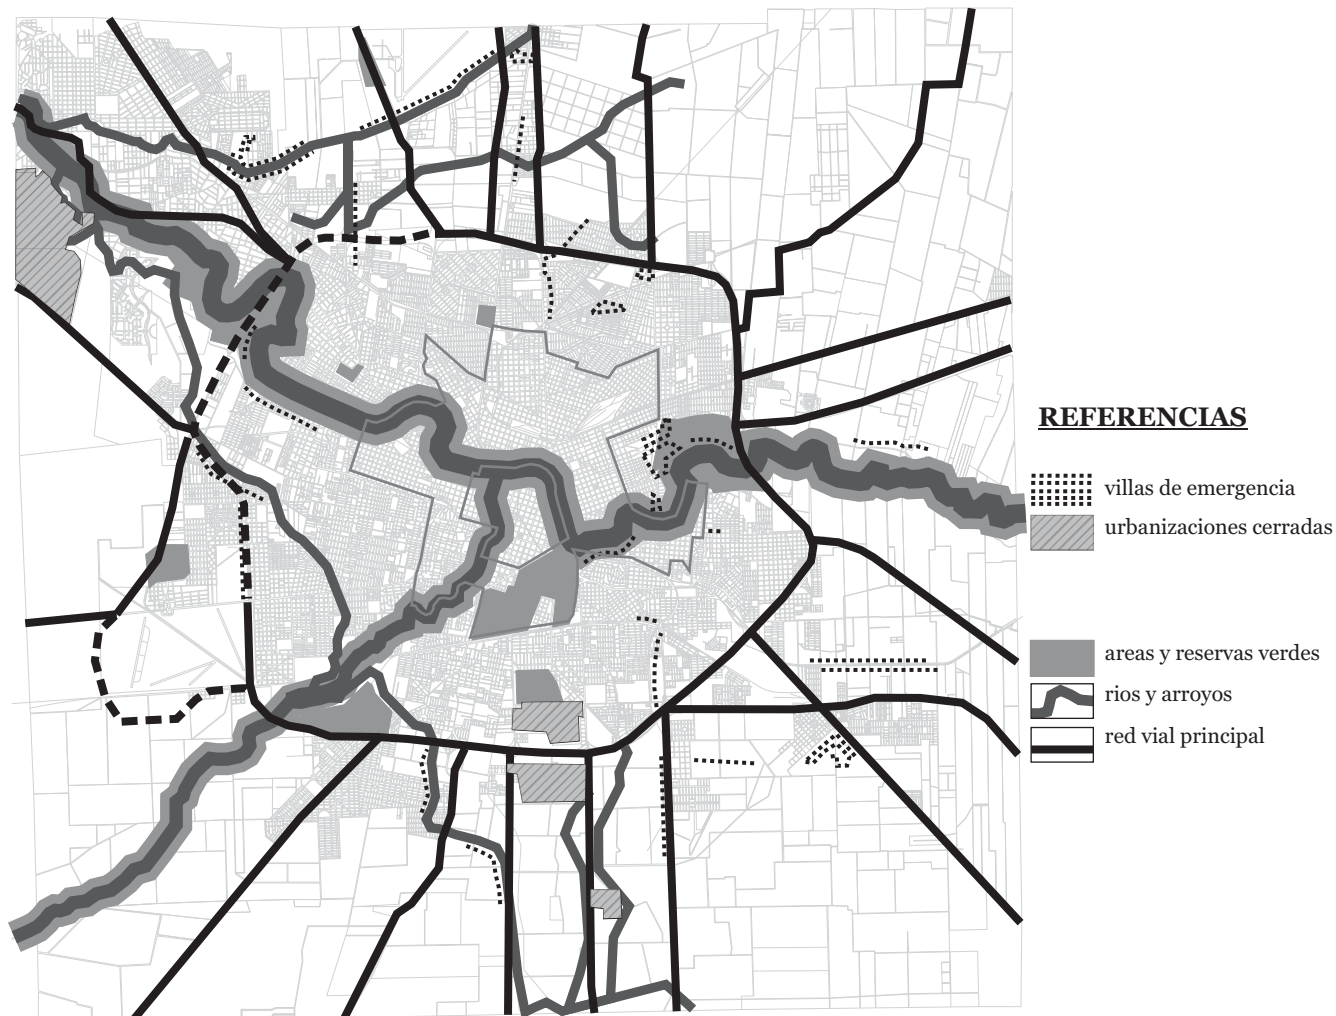 REFERENCIAS
villas de emergencia
urbanizaciones cerradas
areas y reservas verdes
rios y arroyos
red vial principal